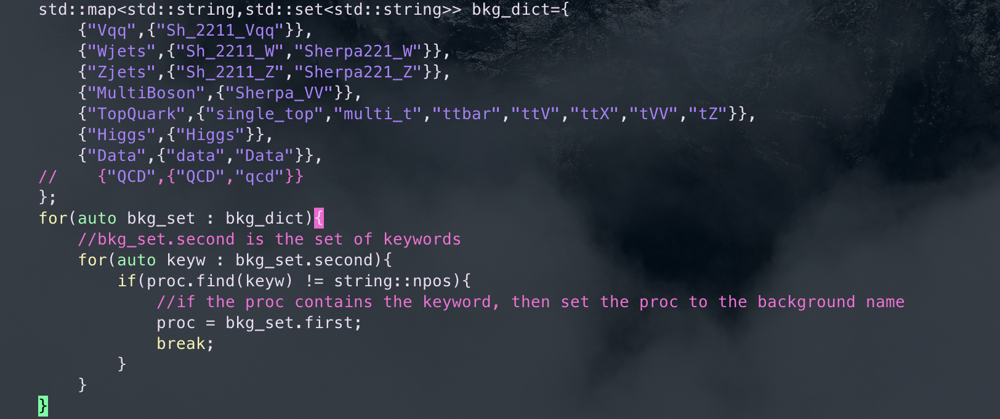 std::map<std::string,std::set<std::string>> bkg_dict={
    {"Vqq",{"Sh_2211_Vqq"}},
    {"Wjets",{"Sh_2211_W","Sherpa221_W"}},
    {"Zjets",{"Sh_2211_Z","Sherpa221_Z"}},
    {"MultiBoson",{"Sherpa_VV"}},
    {"TopQuark",{"single_top","multi_t","ttbar","ttV","ttX","tVV","tZ"}},
    {"Higgs",{"Higgs"}},
    {"Data",{"data","Data"}},
//    {"QCD",{"QCD","qcd"}}
};
for(auto bkg_set : bkg_dict){
    //bkg_set.second is the set of keywords
    for(auto keyw : bkg_set.second){
        if(proc.find(keyw) != string::npos){
            //if the proc contains the keyword, then set the proc to the background name
            proc = bkg_set.first;
            break;
        }
    }
}